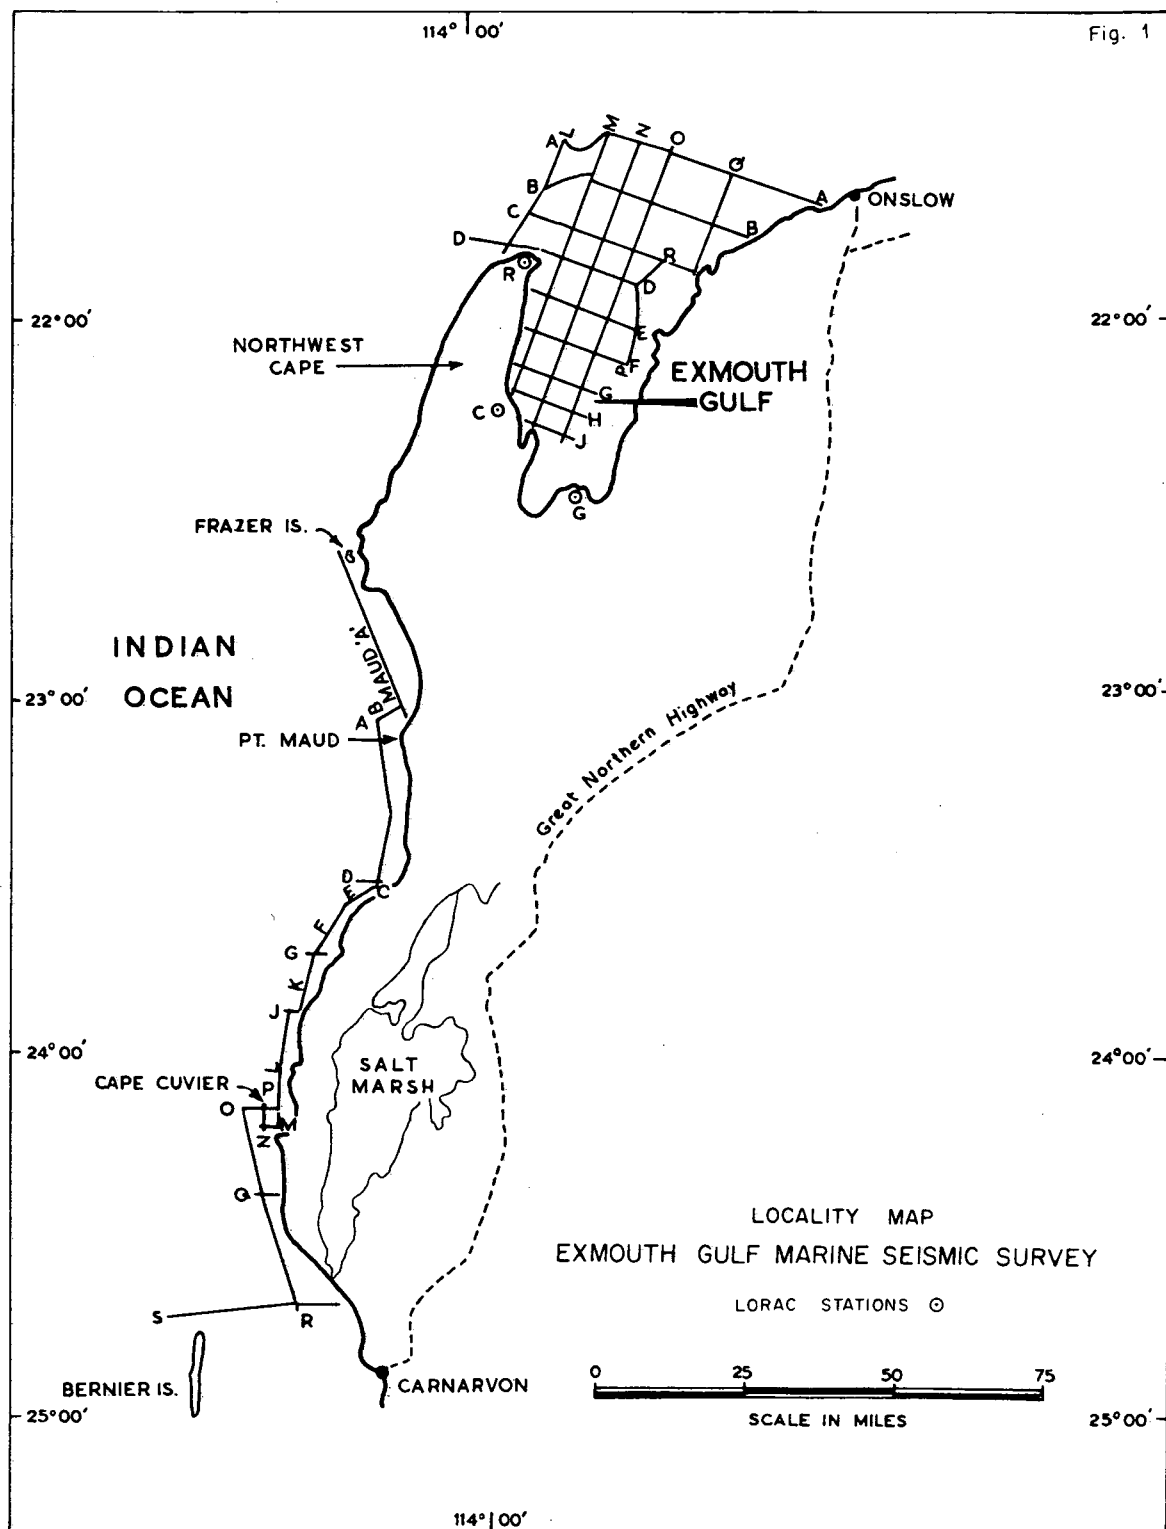 114° 00'
Fig. 1
A L M N O Q
B
C
A
ONSLOW
B
D
R
R
D
22° 00'
22° 00'
E
NORTHWEST
CAPE
P F
EXMOUTH
GULF
G
C
H
J
G
FRAZER IS.
B
INDIAN
OCEAN
MAUD 'A'
23° 00'
23° 00'
B
A
PT. MAUD
Great Northern Highway
D
C
E
F
G
K
J
24° 00'
24° 00'
SALT
MARSH
L
CAPE CUVIER
P
O
M
N
Q
LOCALITY MAP
EXMOUTH GULF MARINE SEISMIC SURVEY
LORAC STATIONS ⊙
S
R
BERNIER IS.
CARNARVON
0 25 50 75
SCALE IN MILES
25° 00'
25° 00'
114° 00'